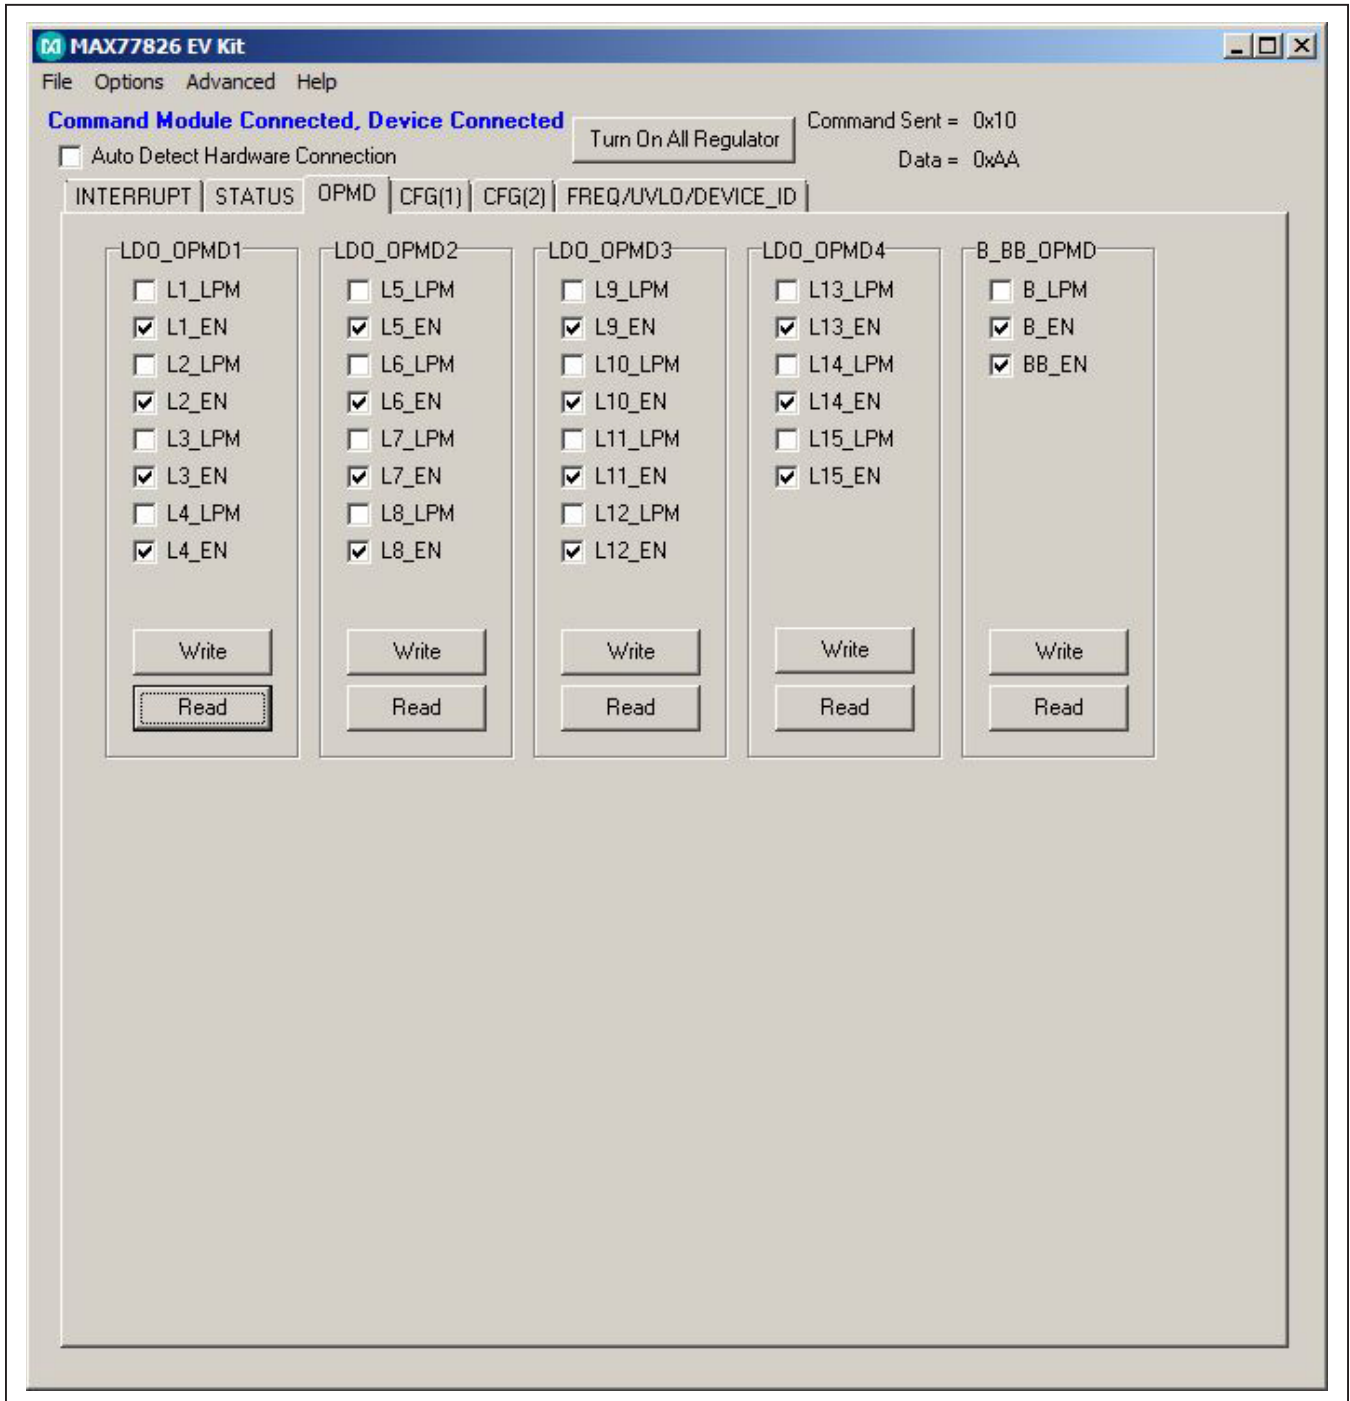 MAX77826 EV Kit
File Options Advanced Help
Command Module Connected, Device Connected
Turn On All Regulator
Command Sent = 0x10
Auto Detect Hardware Connection
Data = 0xAA
INTERRUPT STATUS OPMD CFG(1) CFG(2) FREQ/UVLO/DEVICE_ID
LDO_OPMD1
L1_LPM
L1_EN
L2_LPM
L2_EN
L3_LPM
L3_EN
L4_LPM
L4_EN
Write
Read
LDO_OPMD2
L5_LPM
L5_EN
L6_LPM
L6_EN
L7_LPM
L7_EN
L8_LPM
L8_EN
Write
Read
LDO_OPMD3
L9_LPM
L9_EN
L10_LPM
L10_EN
L11_LPM
L11_EN
L12_LPM
L12_EN
Write
Read
LDO_OPMD4
L13_LPM
L13_EN
L14_LPM
L14_EN
L15_LPM
L15_EN
Write
Read
B_BB_OPMD
B_LPM
B_EN
BB_EN
Write
Read